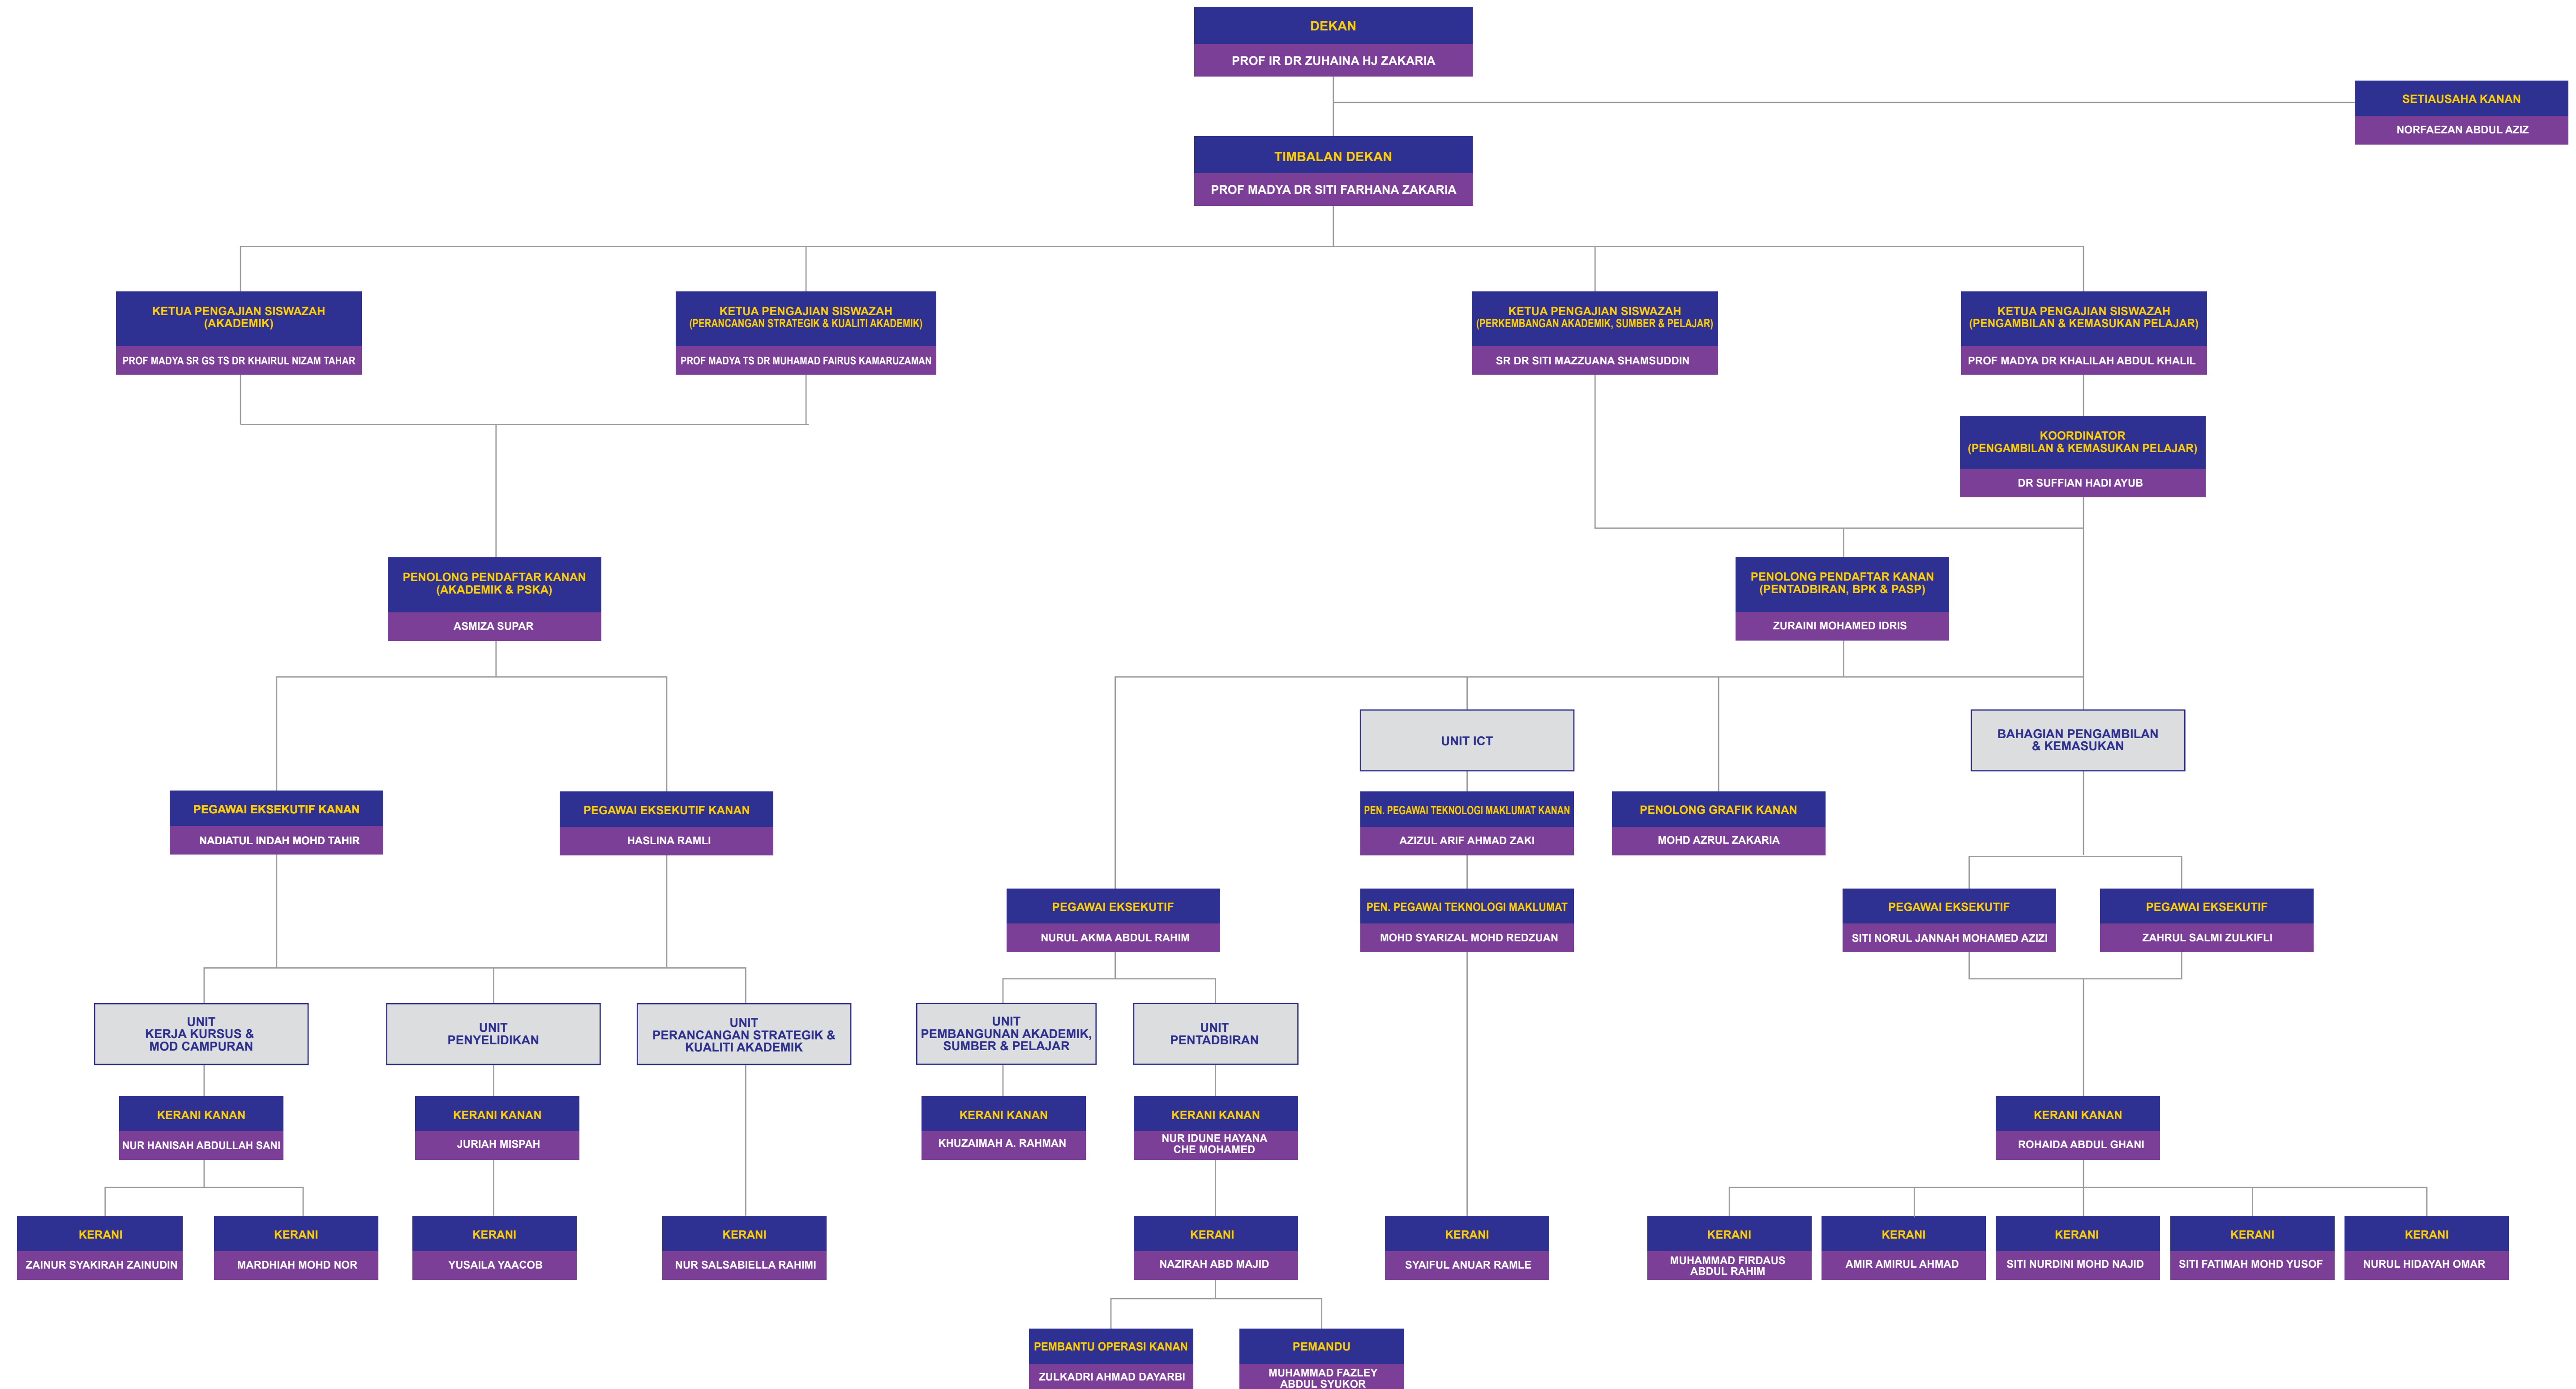 DEKAN
PROF IR DR ZUHAINA HJ ZAKARIA
SETIAUSAHA KANAN
NORFAEZAN ABDUL AZIZ
TIMBALAN DEKAN
PROF MADYA DR SITI FARHANA ZAKARIA
KETUA PENGAJIAN SISWAZAH
(AKADEMIK)
PROF MADYA SR GS TS DR KHAIRUL NIZAM TAHAR
KETUA PENGAJIAN SISWAZAH
(PERANCANGAN STRATEGIK & KUALITI AKADEMIK)
PROF MADYA TS DR MUHAMAD FAIRUS KAMARUZAMAN
KETUA PENGAJIAN SISWAZAH
(PERKEMBANGAN AKADEMIK, SUMBER & PELAJAR)
SR DR SITI MAZZUANA SHAMSUDDIN
KETUA PENGAJIAN SISWAZAH
(PENGAMBILAN & KEMASUKAN PELAJAR)
PROF MADYA DR KHALILAH ABDUL KHALIL
KOORDINATOR
(PENGAMBILAN & KEMASUKAN PELAJAR)
DR SUFFIAN HADI AYUB
PENOLONG PENDAFTAR KANAN
(AKADEMIK & PSKA)
ASMIZA SUPAR
PENOLONG PENDAFTAR KANAN
(PENTADBIRAN, BPK & PASP)
ZURAINI MOHAMED IDRIS
UNIT ICT
BAHAGIAN PENGAMBILAN
& KEMASUKAN
PEGAWAI EKSEKUTIF KANAN
NADIATUL INDAH MOHD TAHIR
PEGAWAI EKSEKUTIF KANAN
HASLINA RAMLI
PEN. PEGAWAI TEKNOLOGI MAKLUMAT KANAN
AZIZUL ARIF AHMAD ZAKI
PENOLONG GRAFIK KANAN
MOHD AZRUL ZAKARIA
PEGAWAI EKSEKUTIF
NURUL AKMA ABDUL RAHIM
PEN. PEGAWAI TEKNOLOGI MAKLUMAT
MOHD SYARIZAL MOHD REDZUAN
PEGAWAI EKSEKUTIF
SITI NORUL JANNAH MOHAMED AZIZI
PEGAWAI EKSEKUTIF
ZAHRUL SALMI ZULKIFLI
UNIT
KERJA KURSUS &
MOD CAMPURAN
UNIT
PENYELIDIKAN
UNIT
PERANCANGAN STRATEGIK &
KUALITI AKADEMIK
UNIT
PEMBANGUNAN AKADEMIK,
SUMBER & PELAJAR
UNIT
PENTADBIRAN
KERANI KANAN
NUR HANISAH ABDULLAH SANI
KERANI KANAN
JURIAH MISPAH
KERANI KANAN
KHUZAIMAH A. RAHMAN
KERANI KANAN
NUR IDUNE HAYANA
CHE MOHAMED
KERANI KANAN
ROHAIDA ABDUL GHANI
KERANI
ZAINUR SYAKIRAH ZAINUDIN
KERANI
MARDHIAH MOHD NOR
KERANI
YUSAILA YAACOB
KERANI
NUR SALSABIELLA RAHIMI
KERANI
NAZIRAH ABD MAJID
KERANI
SYAIFUL ANUAR RAMLE
KERANI
MUHAMMAD FIRDAUS
ABDUL RAHIM
KERANI
AMIR AMIRUL AHMAD
KERANI
SITI NURDINI MOHD NAJID
KERANI
SITI FATIMAH MOHD YUSOF
KERANI
NURUL HIDAYAH OMAR
PEMBANTU OPERASI KANAN
ZULKADRI AHMAD DAYARBI
PEMANDU
MUHAMMAD FAZLEY
ABDUL SYUKOR